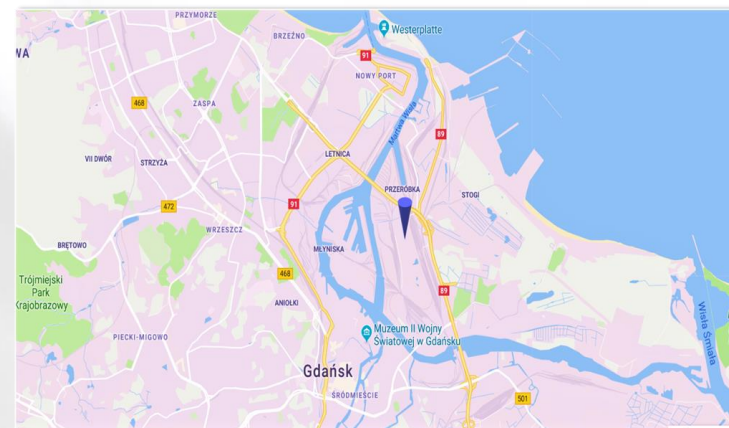 PRZYMORZE
Westerplatte
BRZEŹNO
WA
91
NOWY PORT
468
ZASPA
Martwa Wisła
89
LETNICA
VII DWÓR
STRZYŻA
PRZERÓBKA
STOGI
472
91
WRZESZCZ
BRĘTOWO
MŁYNISKA
468
Trójmiejski
Park
Krajobrazowy
89
ANIOŁKI
Wisła Śmiała
Muzeum II Wojny
Światowej w Gdańsku
PIECKI-MIGOWO
Gdańsk
ŚRÓDMIEŚCIE
501